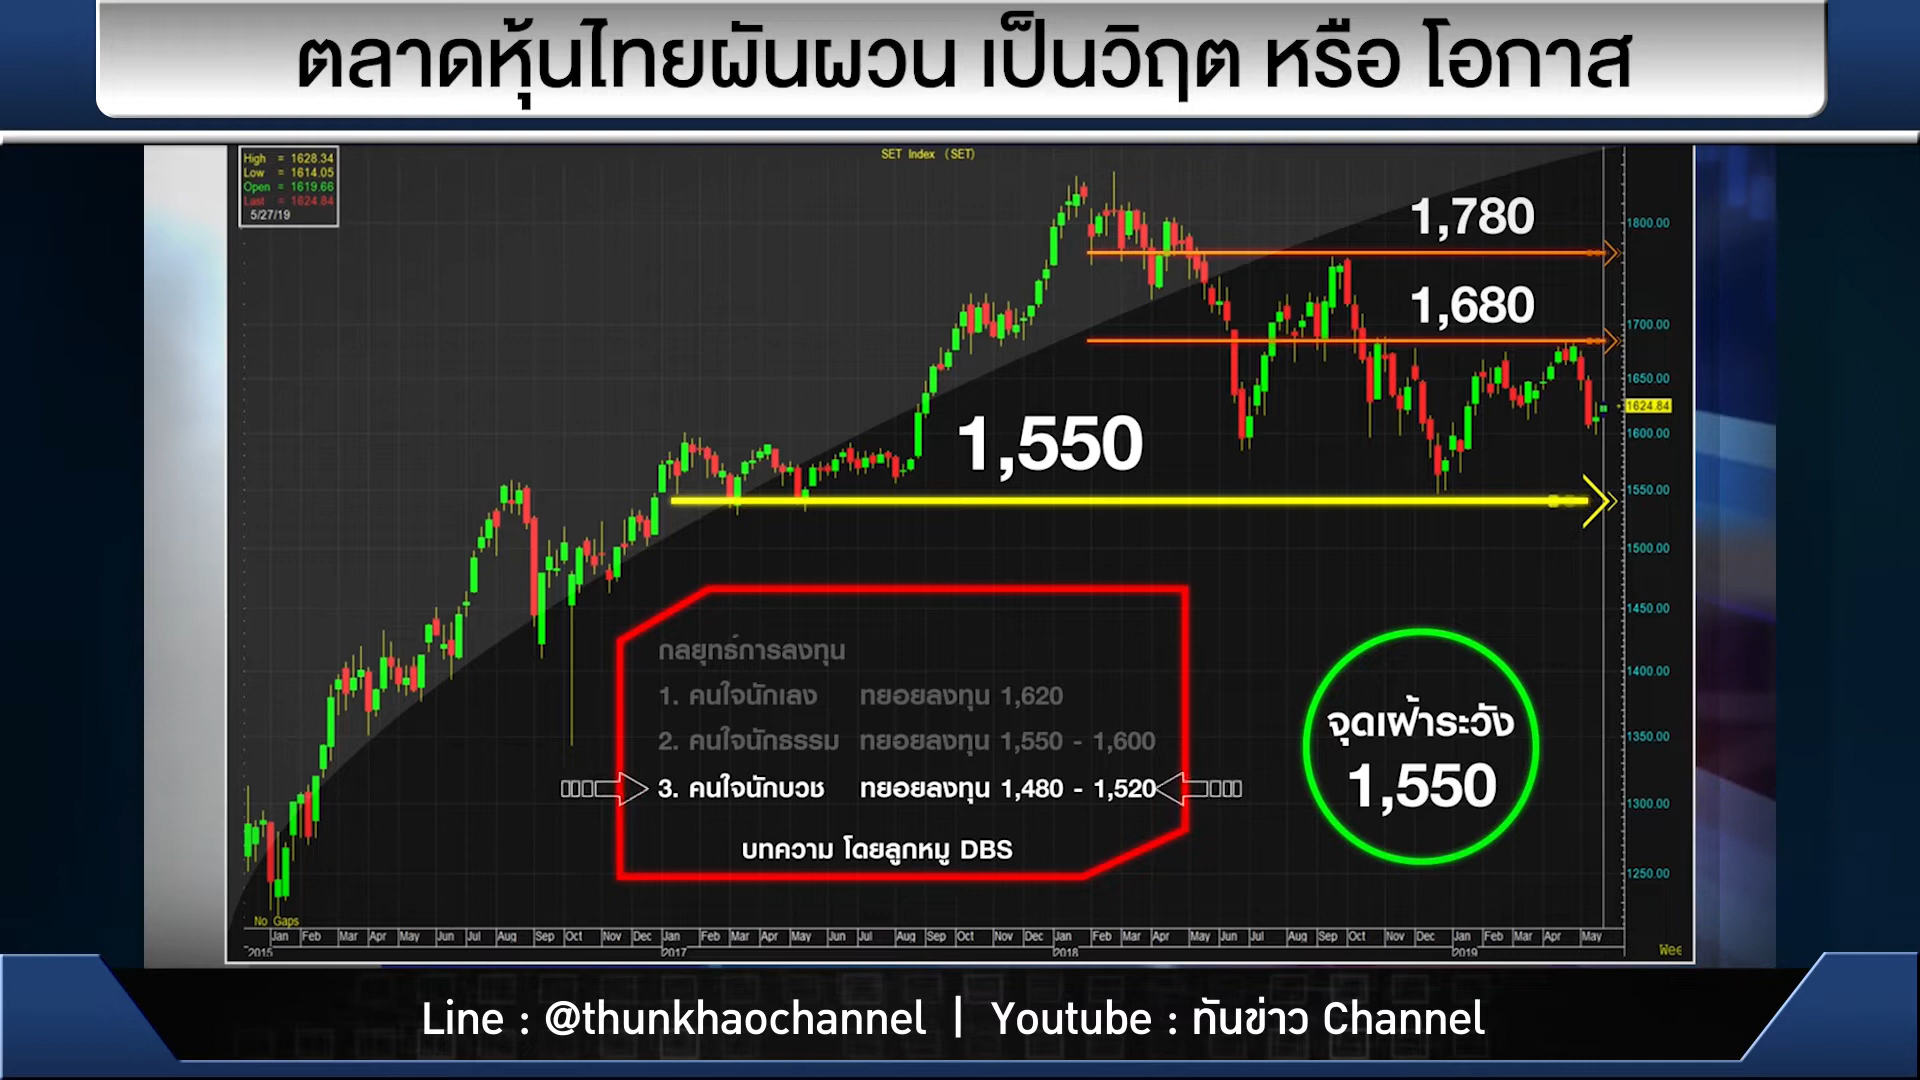 ตลาดหุ้นไทยผันผวน เป็นวิฤต หรือ โอกาส
SET Index (SET)
High = 1628.34
Low = 1614.05
Open = 1619.66
Last = 1624.84
5/27/19
1,780
1,680
1,550
1800.00
1700.00
1650.00
1624.84
1600.00
1550.00
1500.00
1450.00
1400.00
1350.00
1300.00
1250.00
กลยุทธ์การลงทุน
1. คนใจนักเลง ทยอยลงทุน 1,620
2. คนใจนักธรรม ทยอยลงทุน 1,550 - 1,600
3. คนใจนักบวช ทยอยลงทุน 1,480 - 1,520
บทความ โดยลูกหมู DBS
จุดเฝ้าระวัง
1,550
No Gaps
Jan Feb Mar Apr May Jun Jul Aug Sep Oct Nov Dec Jan Feb Mar Apr May Jun Jul Aug Sep Oct Nov Dec Jan Feb Mar Apr May Jun Jul Aug Sep Oct Nov Dec Jan Feb Mar Apr May
2015 2017 2018 2019
Wee
Line : @thunkhaochannel | Youtube : ทันข่าว Channel